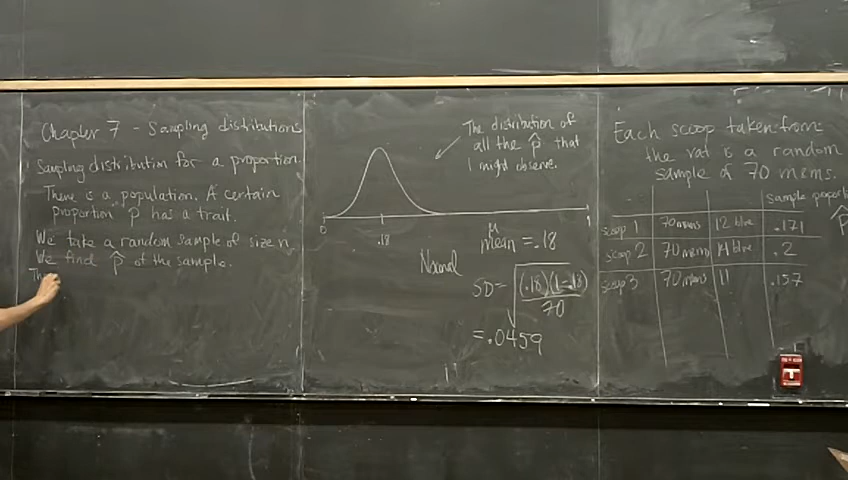 Chapter 7 - Sampling distributions
Sampling distribution for a proportion.
There is a population. A certain
proportion p has a trait.
We take a random sample of size n.
We find p̂ of the sample.
The distribution of
all the p̂ that
I might observe.
0
.18
1
Normal
μ
mean = .18
SD = √((.18)(1-.18)/70)
= .0459
Each scoop taken from
the vat is a random
sample of 70 m&ms.
sample proportion
p̂
scoop 1 70 m&ms 12 blue .171
scoop 2 70 m&ms 14 blue .2
scoop 3 70 m&ms 11 .157